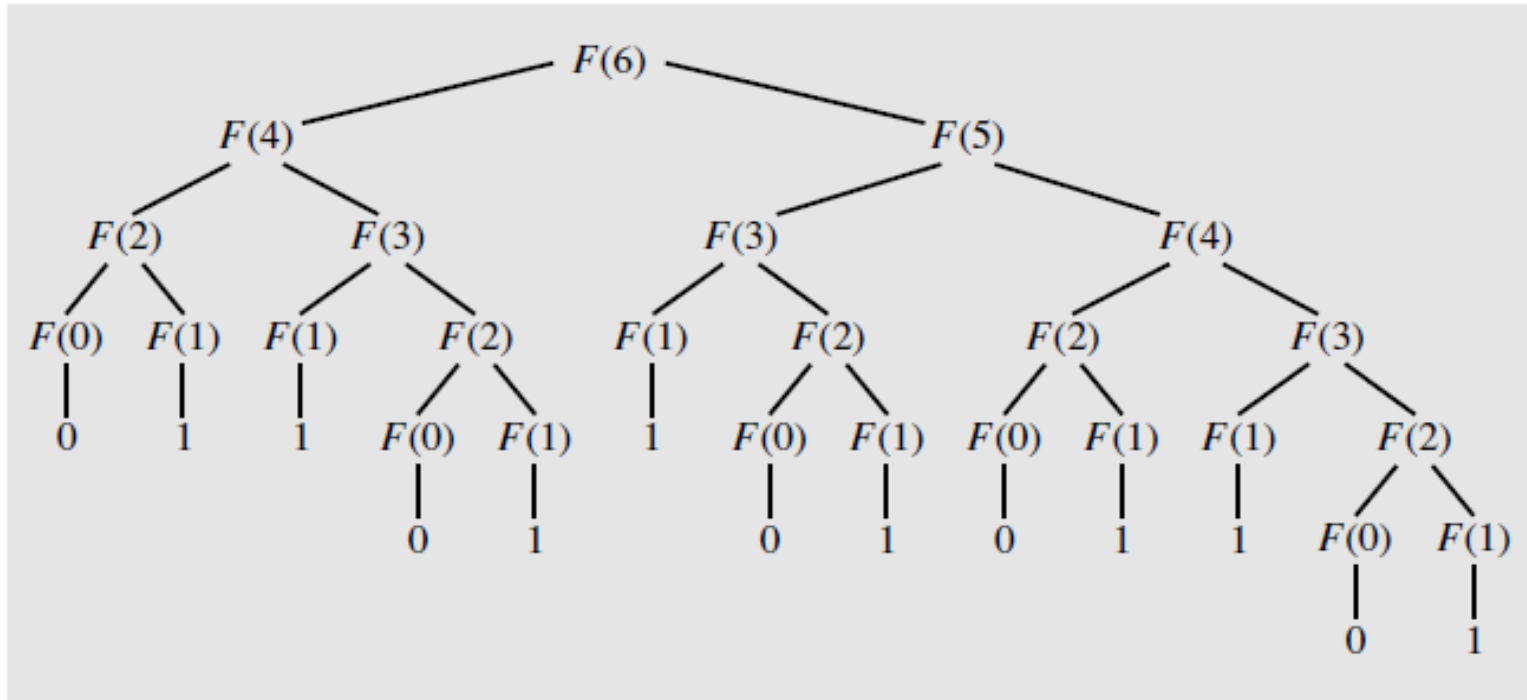 F(6)
F(4) F(5)
F(2) F(3) F(3) F(4)
F(0) F(1) F(1) F(2) F(1) F(2) F(2) F(3)
0 1 1 F(0) F(1) 1 F(0) F(1) F(0) F(1) F(1) F(2)
0 1 0 1 0 1 1 F(0) F(1)
0 1